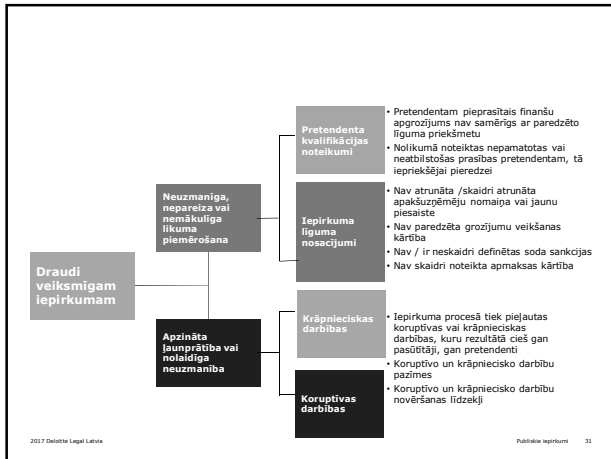 Draudi
veiksmīgam
iepirkumam
Neuzmanīga,
nepareiza vai
nemākulīga
likuma
piemērošana
Pretendenta
kvalifikācijas
noteikumi
• Pretendentam pieprasītais finanšu
apgrozījums nav samērīgs ar paredzēto
līguma priekšmetu
• Nolikumā noteiktas nepamatotas vai
neatbilstošas prasības pretendentam, tā
iepriekšējai pieredzei
Iepirkuma
līguma
nosacījumi
• Nav atrunāta /skaidri atrunāta
apakšuzņēmēju nomaiņa vai jaunu
piesaiste
• Nav paredzēta grozījumu veikšanas
kārtība
• Nav / ir neskaidri definētas soda sankcijas
• Nav skaidri noteikta apmaksas kārtība
Apzināta
ļaunprātība vai
nolaidīga
neuzmanība
Krāpnieciskas
darbības
Koruptīvas
darbības
• Iepirkuma procesā tiek pieļautas
koruptīvas vai krāpnieciskas
darbības, kuru rezultātā cieš gan
pasūtītāji, gan pretendenti
• Koruptīvo un krāpniecisko darbību
pazīmes
• Koruptīvo un krāpniecisko darbību
novēršanas līdzekļi
2017 Deloitte Legal Latvia
Publiskie iepirkumi 31